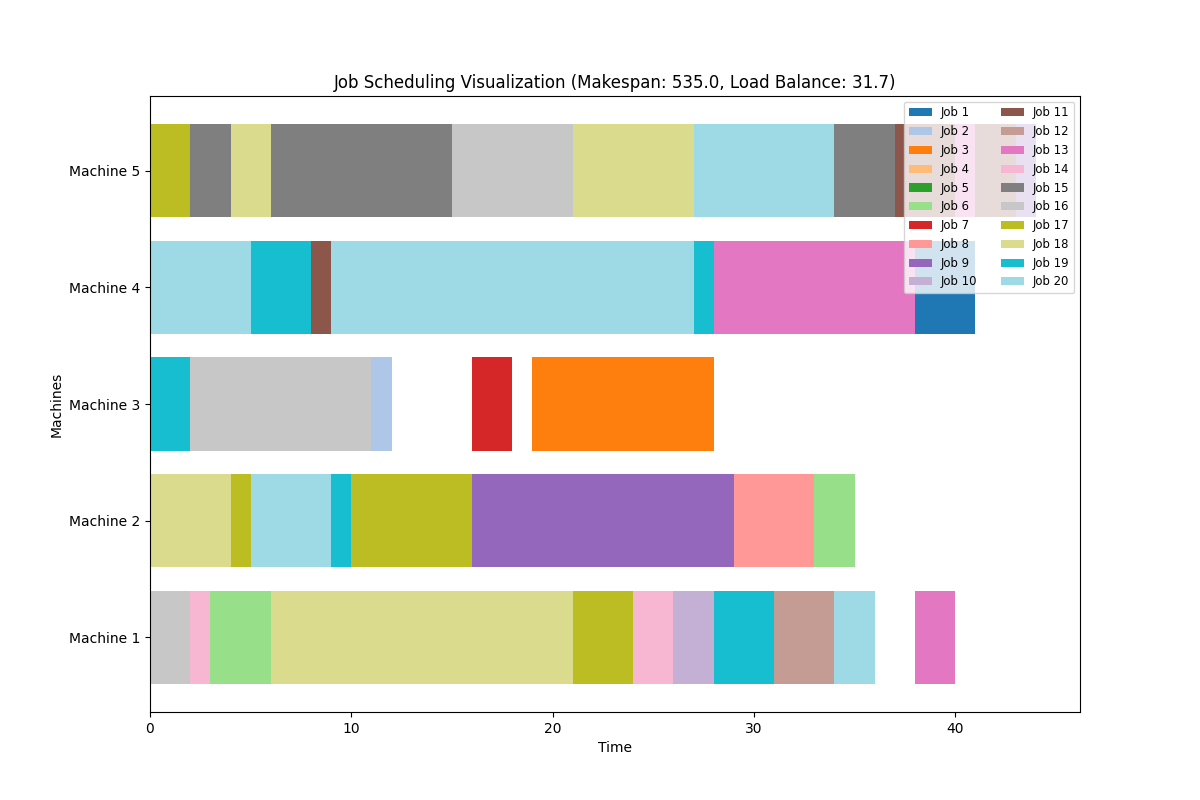 Job Scheduling Visualization (Makespan: 535.0, Load Balance: 31.7)
Job 1 Job 11
Job 2 Job 12
Job 3 Job 13
Job 4 Job 14
Job 5 Job 15
Job 6 Job 16
Job 7 Job 17
Job 8 Job 18
Job 9 Job 19
Job 10 Job 20
Machines
Machine 5
Machine 4
Machine 3
Machine 2
Machine 1
0 10 20 30 40
Time